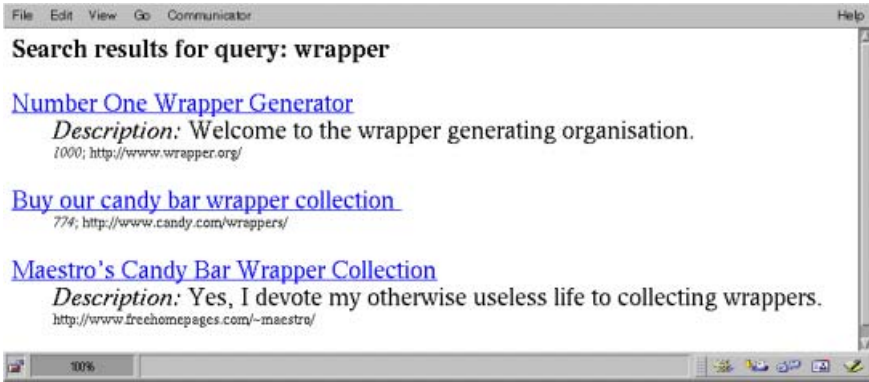 File Edit View Go Communicator Help
Search results for query: wrapper
Number One Wrapper Generator
Description: Welcome to the wrapper generating organisation.
1000; http://www.wrapper.org/
Buy our candy bar wrapper collection
774; http://www.candy.com/wrappers/
Maestro's Candy Bar Wrapper Collection
Description: Yes, I devote my otherwise useless life to collecting wrappers.
http://www.freehomepages.com/~maestro/
100%